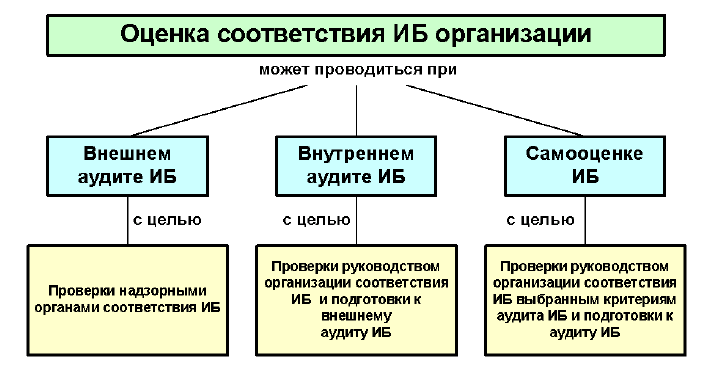 Оценка соответствия ИБ организации
может проводиться при
Внешнем
аудите ИБ
Внутреннем
аудите ИБ
Самооценке
ИБ
с целью
с целью
с целью
Проверки надзорными
органами соответствия ИБ
Проверки руководством
организации соответствия
ИБ и подготовки к
внешнему
аудиту ИБ
Проверки руководством
организации соответствия
ИБ выбранным критериям
аудита ИБ и подготовки к
аудиту ИБ